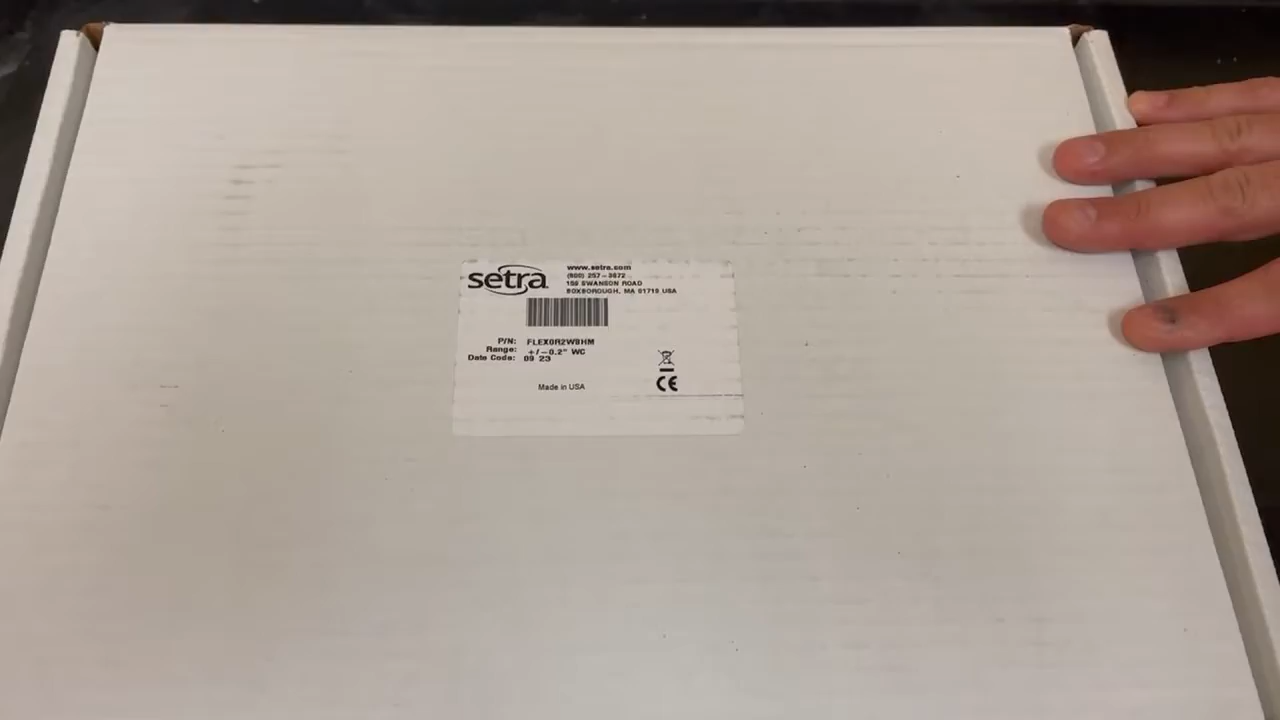 setra
www.setra.com
(800) 257-3872
159 SWANSON ROAD
BOXBOROUGH, MA 01719 USA
P/N: FLEX0R2WBHM
Range: +/-0.2" WC
Date Code: 09 23
Made in USA
CE